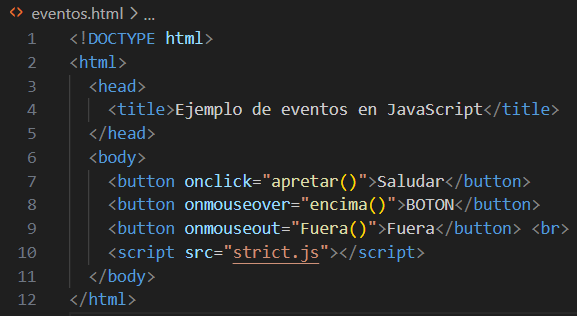 eventos.html > ...
1 <!DOCTYPE html>
2 <html>
3 <head>
4 <title>Ejemplo de eventos en JavaScript</title>
5 </head>
6 <body>
7 <button onclick="apretar()">Saludar</button>
8 <button onmouseover="encima()">BOTON</button>
9 <button onmouseout="Fuera()">Fuera</button> <br>
10 <script src="strict.js"></script>
11 </body>
12 </html>